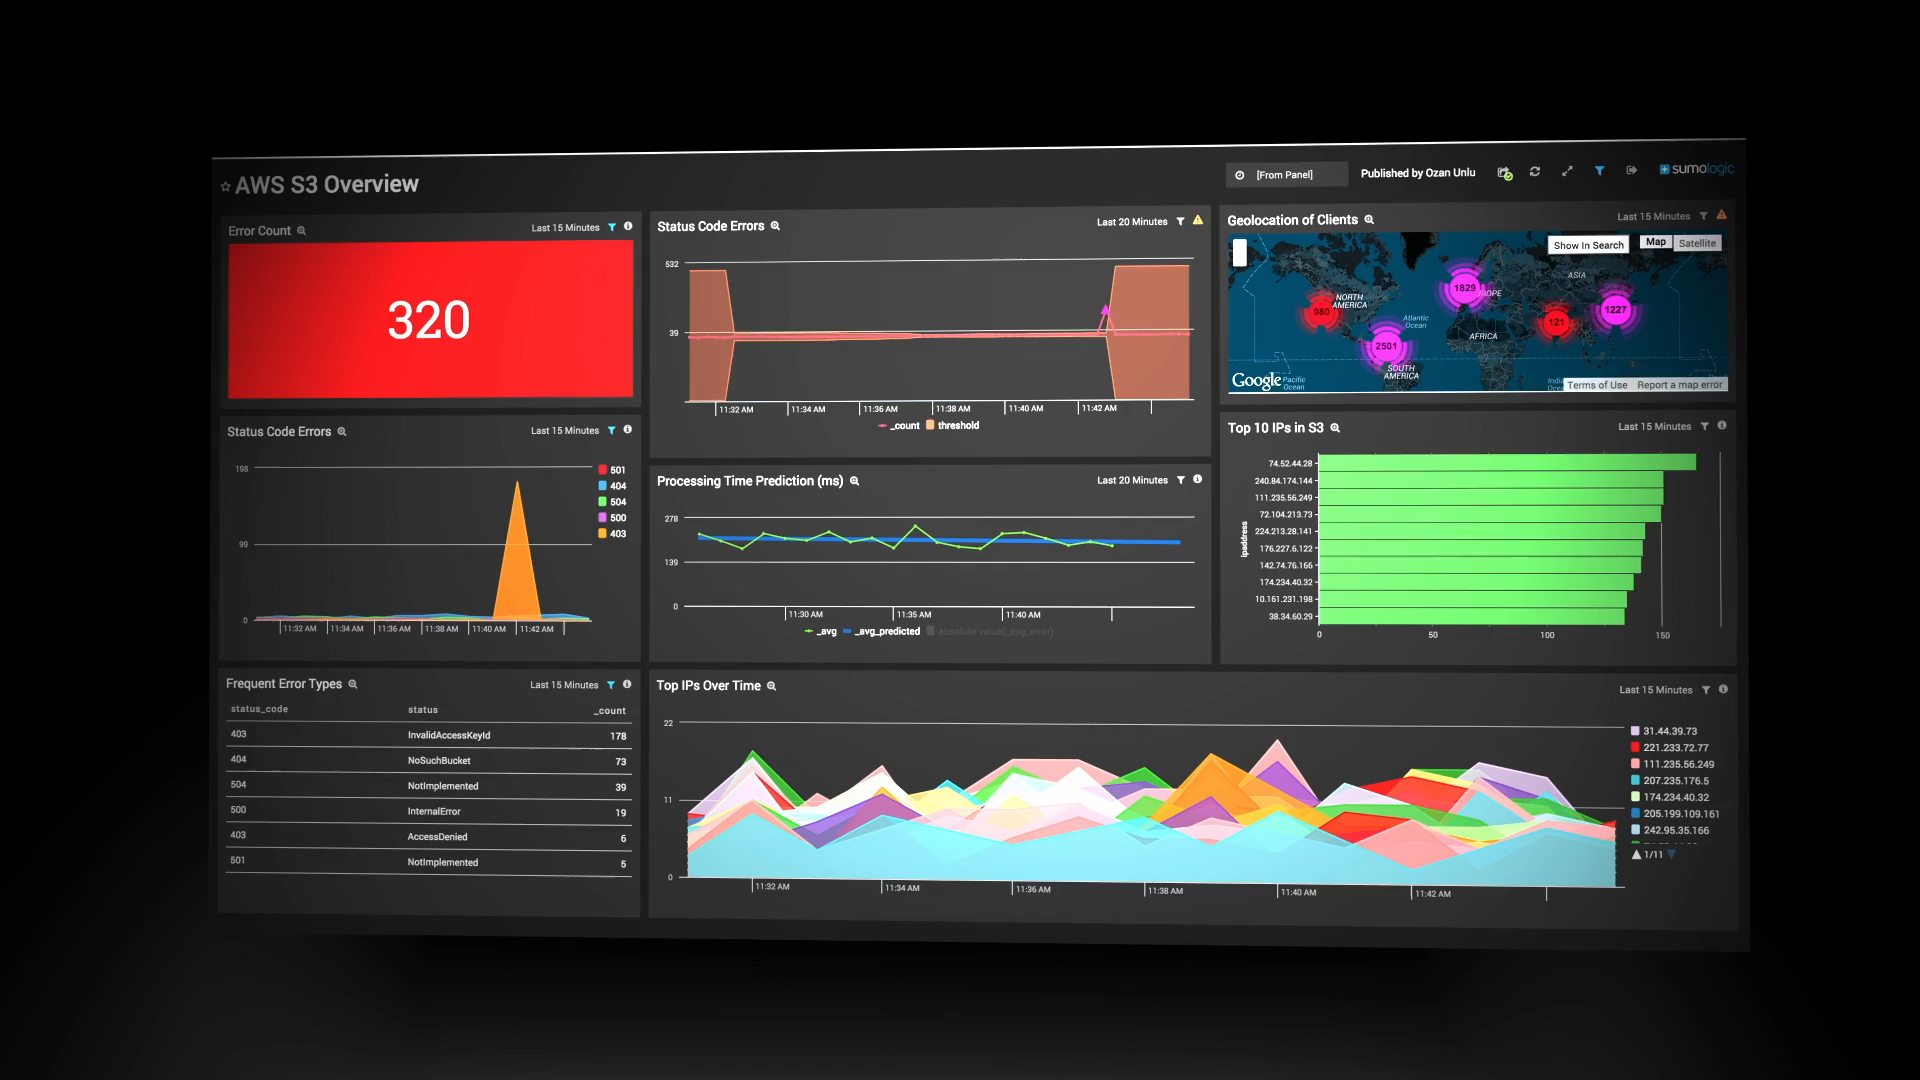 AWS S3 Overview
[From Panel]
Published by Ozan Unlu
sumologic
Error Count
Last 15 Minutes
320
Status Code Errors
Last 15 Minutes
198
99
0
501
404
504
500
403
11:32 AM
11:34 AM
11:36 AM
11:38 AM
11:40 AM
11:42 AM
Frequent Error Types
Last 15 Minutes
status_code status _count
403 InvalidAccessKeyId 178
404 NoSuchBucket 73
504 NotImplemented 39
500 InternalError 19
403 AccessDenied 6
501 NotImplemented 5
Status Code Errors
Last 20 Minutes
532
39
11:32 AM
11:34 AM
11:36 AM
11:38 AM
11:40 AM
11:42 AM
_count threshold
Processing Time Prediction (ms)
Last 20 Minutes
278
139
0
11:30 AM
11:35 AM
11:40 AM
_avg _avg_predicted absolute value(_avg_error)
Geolocation of Clients
Last 15 Minutes
Show In Search
Map
Satellite
ASIA
1829
ROPE
NORTH
AMERICA
980
Atlantic
Ocean
121
1227
AFRICA
2501
SOUTH
AMERICA
Google
Pacific
Ocean
Terms of Use
Report a map error
Top 10 IPs in S3
Last 15 Minutes
ipaddress
74.52.44.28
240.84.174.144
111.235.56.249
72.104.213.73
224.213.28.141
176.227.6.122
142.74.76.166
174.234.40.32
10.161.231.198
38.34.60.29
0
50
100
150
Top IPs Over Time
Last 15 Minutes
22
11
0
11:32 AM
11:34 AM
11:36 AM
11:38 AM
11:40 AM
11:42 AM
31.44.39.73
221.233.72.77
111.235.56.249
207.235.176.5
174.234.40.32
205.199.109.161
242.95.35.166
1/11